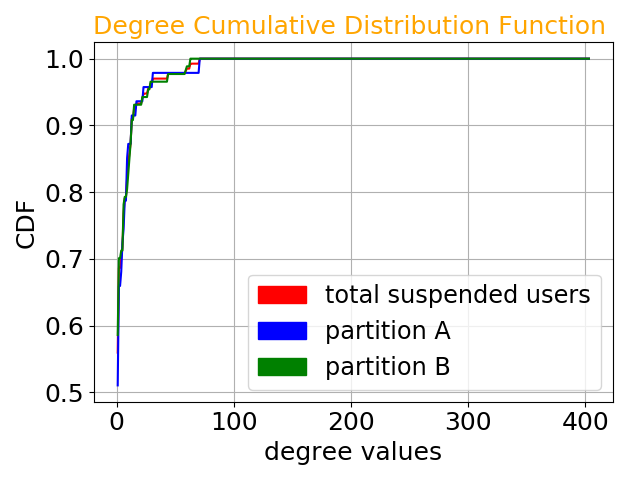 Degree Cumulative Distribution Function
1.0
0.9
0.8
0.7
0.6
0.5
CDF
total suspended users
partition A
partition B
0 100 200 300 400
degree values